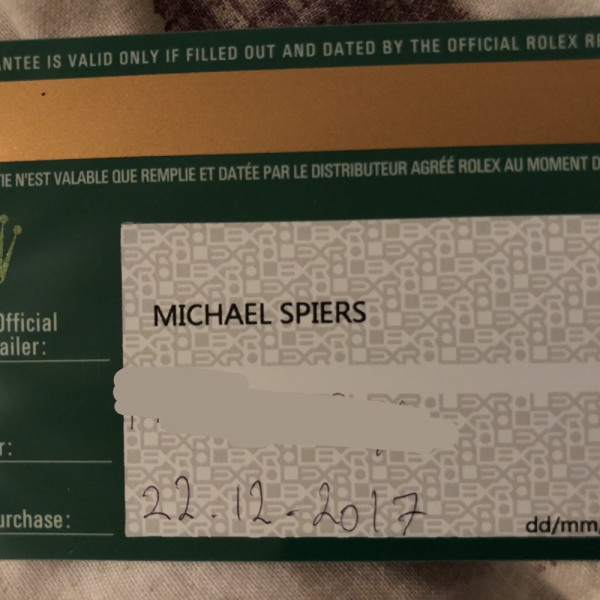 ANTEE IS VALID ONLY IF FILLED OUT AND DATED BY THE OFFICIAL ROLEX RE
IE N'EST VALABLE QUE REMPLIE ET DATÉE PAR LE DISTRIBUTEUR AGRÉÉ ROLEX AU MOMENT D
Official
ailer:
MICHAEL SPIERS
r:
urchase:
22.12-2017
dd/mm/